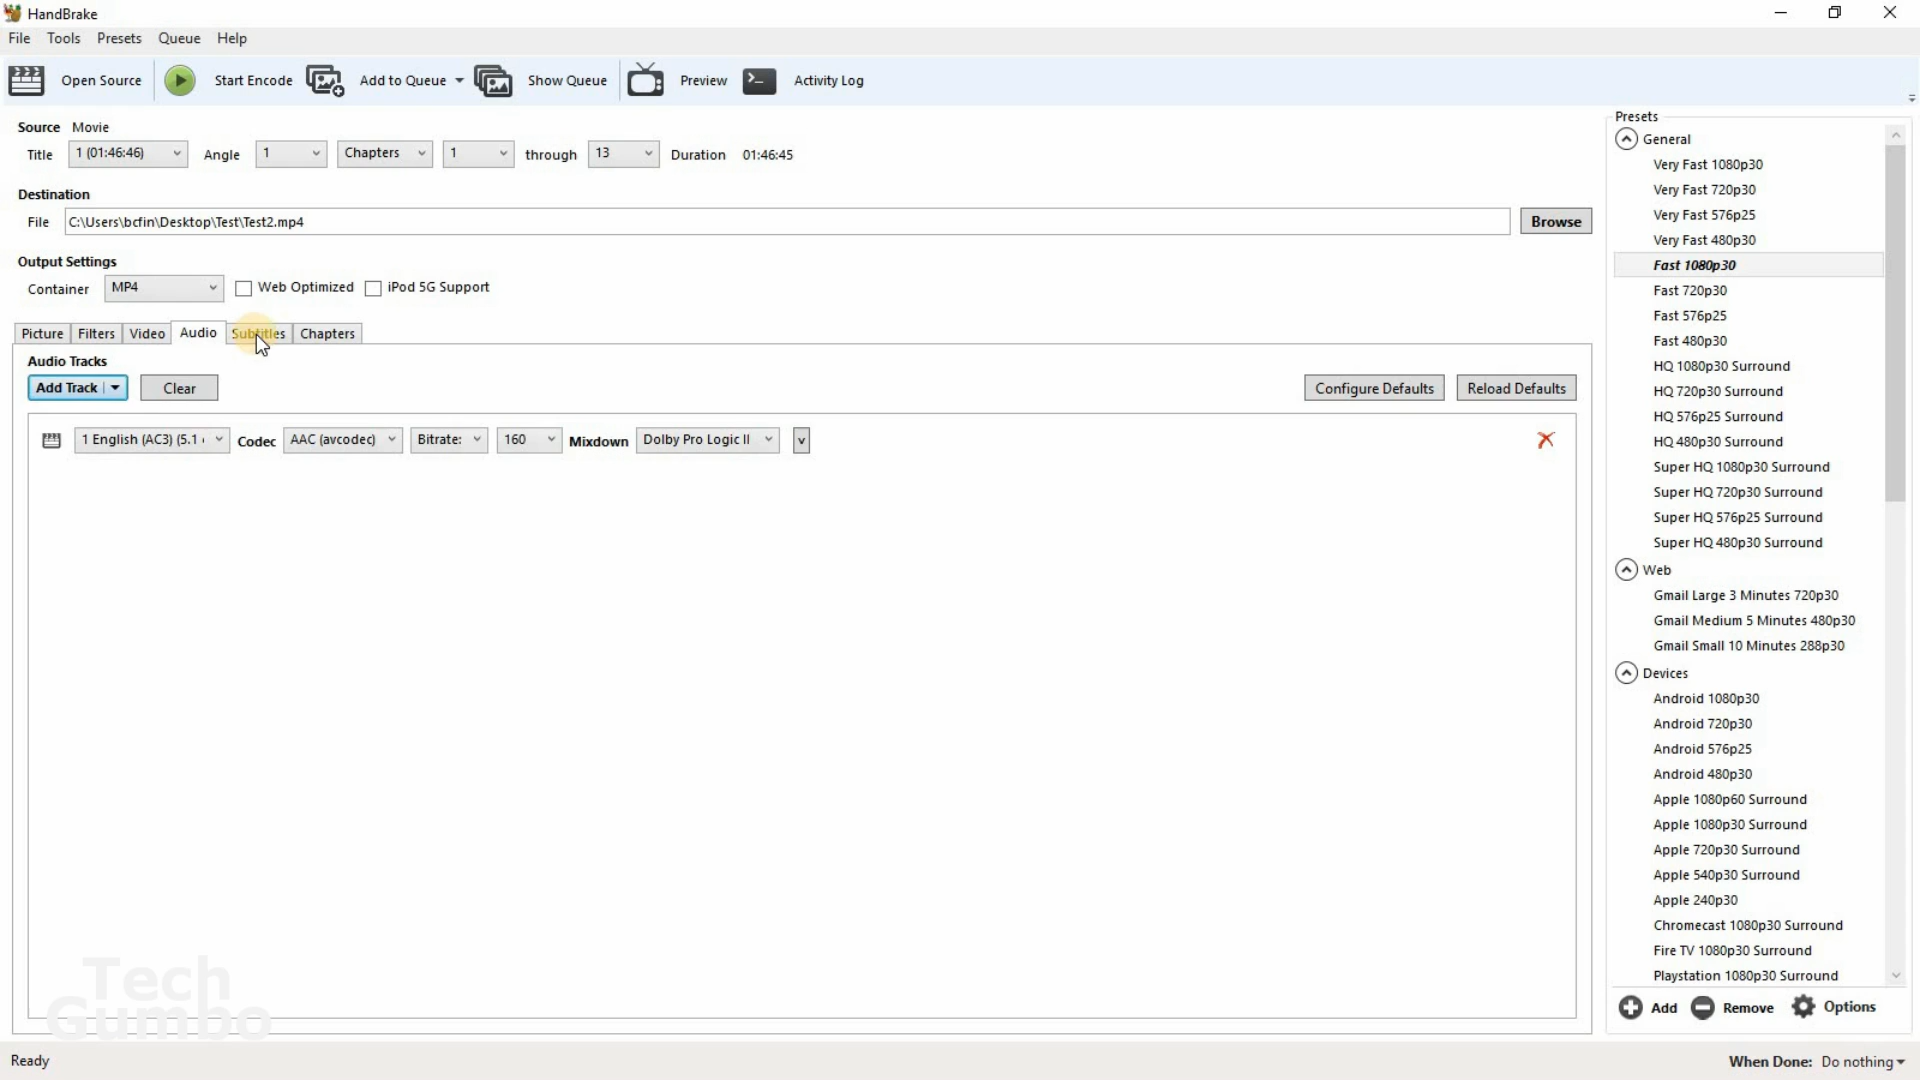 HandBrake
File Tools Presets Queue Help
Open Source Start Encode Add to Queue Show Queue Preview Activity Log
Source Movie
Title 1 (01:46:46) Angle 1 Chapters 1 through 13 Duration 01:46:45
Destination
File C:\Users\bcfin\Desktop\Test\Test2.mp4 Browse
Output Settings
Container MP4 Web Optimized iPod 5G Support
Picture Filters Video Audio Subtitles Chapters
Audio Tracks
Add Track Clear Configure Defaults Reload Defaults
1 English (AC3) (5.1 Codec AAC (avcodec) Bitrate: 160 Mixdown Dolby Pro Logic II v
Presets
General
Very Fast 1080p30
Very Fast 720p30
Very Fast 576p25
Very Fast 480p30
Fast 1080p30
Fast 720p30
Fast 576p25
Fast 480p30
HQ 1080p30 Surround
HQ 720p30 Surround
HQ 576p25 Surround
HQ 480p30 Surround
Super HQ 1080p30 Surround
Super HQ 720p30 Surround
Super HQ 576p25 Surround
Super HQ 480p30 Surround
Web
Gmail Large 3 Minutes 720p30
Gmail Medium 5 Minutes 480p30
Gmail Small 10 Minutes 288p30
Devices
Android 1080p30
Android 720p30
Android 576p25
Android 480p30
Apple 1080p60 Surround
Apple 1080p30 Surround
Apple 720p30 Surround
Apple 540p30 Surround
Apple 240p30
Chromecast 1080p30 Surround
Fire TV 1080p30 Surround
Playstation 1080p30 Surround
Add Remove Options
Tech
Gumbo
Ready When Done: Do nothing